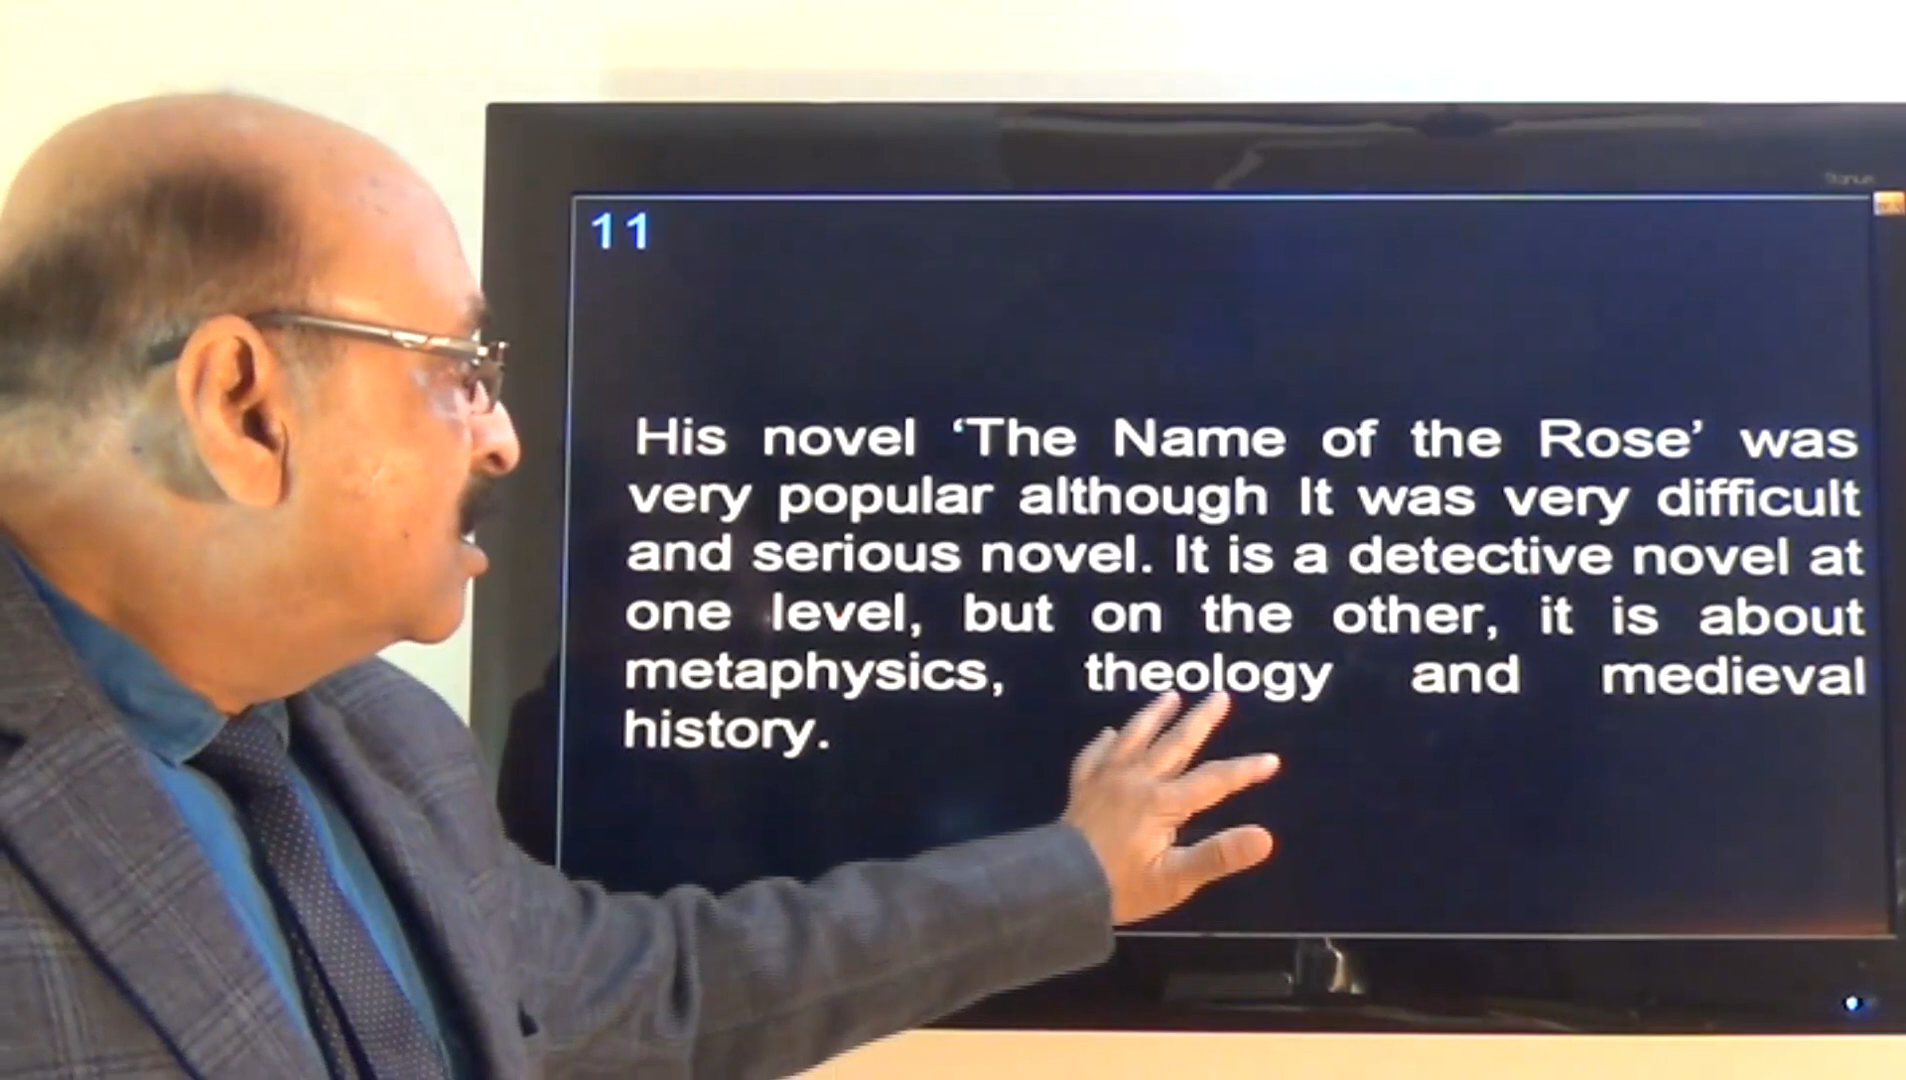 11
His novel ‘The Name of the Rose’ was
very popular although It was very difficult
and serious novel. It is a detective novel at
one level, but on the other, it is about
metaphysics, theology and medieval
history.